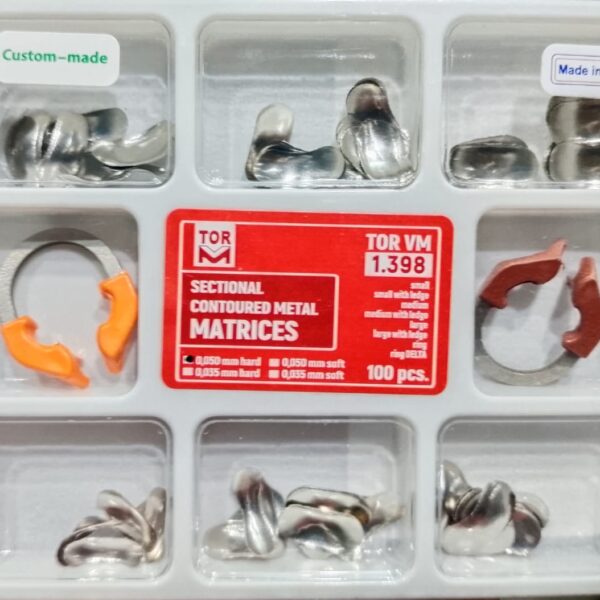 Custom-made
Made in
TOR
M
TOR VM
1.398
SECTIONAL
CONTOURED METAL
MATRICES
small
small with ledge
medium
medium with ledge
large
large with ledge
ring
ring DELTA
0,050 mm hard 0,050 mm soft
0,035 mm hard 0,035 mm soft
100 pcs.